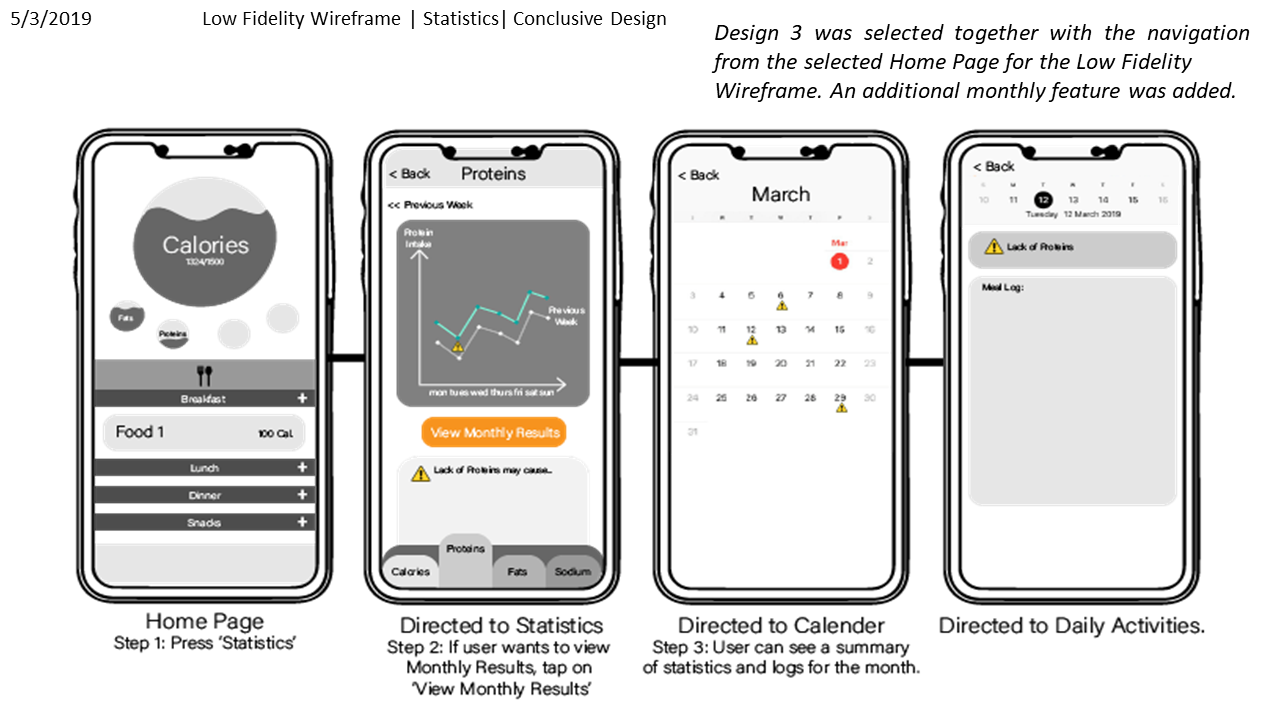 5/3/2019
Low Fidelity Wireframe | Statistics| Conclusive Design
Design 3 was selected together with the navigation
from the selected Home Page for the Low Fidelity
Wireframe. An additional monthly feature was added.
Calories
1324/1500
Fats
Proteins
Breakfast +
Food 1 100 Cal.
Lunch +
Dinner +
Snacks +
Home Page
Step 1: Press ‘Statistics’
< Back Proteins
<< Previous Week
Protein
Intake
Previous
Week
mon tues wed thurs fri sat sun
View Monthly Results
Lack of Proteins may cause..
Proteins
Calories Fats Sodium
Directed to Statistics
Step 2: If user wants to view
Monthly Results, tap on
‘View Monthly Results’
< Back
March
S M T W T F S
Mar
1 2
3 4 5 6 7 8 9
10 11 12 13 14 15 16
17 18 19 20 21 22 23
24 25 26 27 28 29 30
31
Directed to Calender
Step 3: User can see a summary
of statistics and logs for the month.
< Back
S M T W T F S
10 11 12 13 14 15 16
Tuesday 12 March 2019
Lack of Proteins
Meal Log:
Directed to Daily Activities.